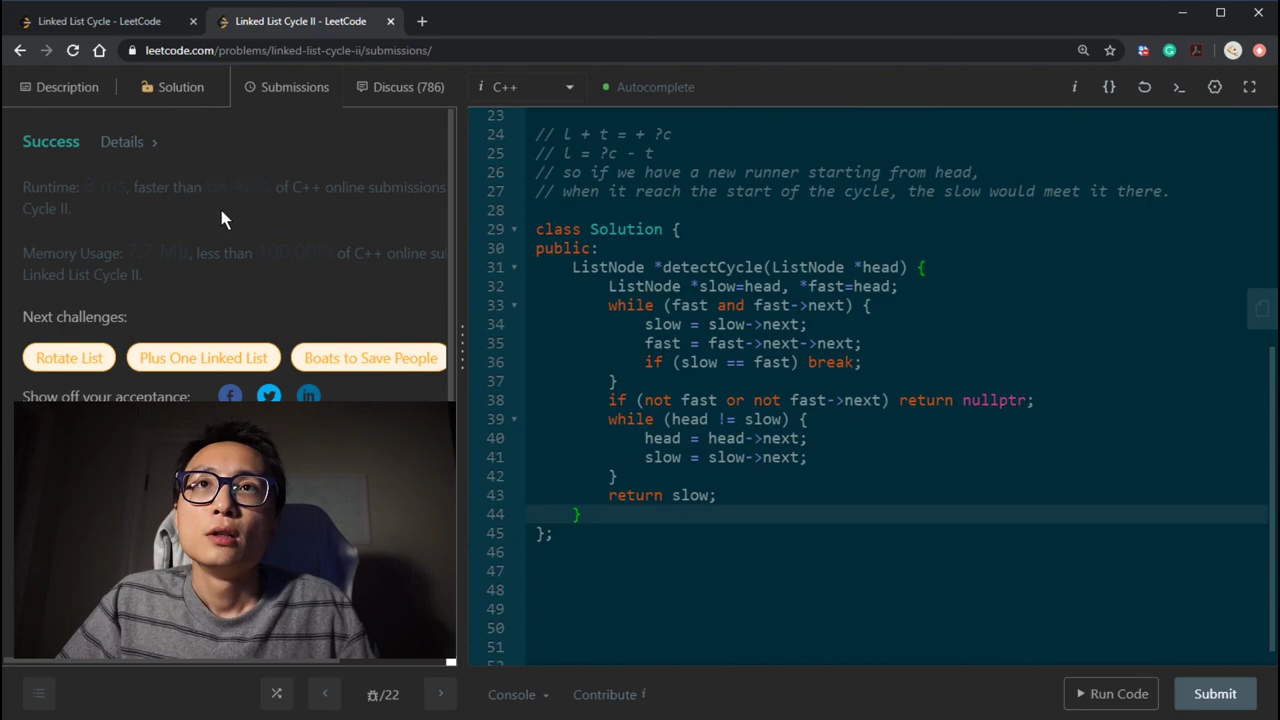 Linked List Cycle - LeetCode
Linked List Cycle II - LeetCode
leetcode.com/problems/linked-list-cycle-ii/submissions/
Description
Solution
Submissions
Discuss (786)
i C++
Autocomplete
i {}
Success Details >
Runtime: 8 ms, faster than of C++ online submissions
Cycle II.
Memory Usage: 7.7 MB, less than 100.00% of C++ online su
Linked List Cycle II.
Next challenges:
Rotate List
Plus One Linked List
Boats to Save People
Show off your acceptance:
23
24 // l + t = + ?c
25 // l = ?c - t
26 // so if we have a new runner starting from head,
27 // when it reach the start of the cycle, the slow would meet it there.
28
29 class Solution {
30 public:
31 ListNode *detectCycle(ListNode *head) {
32 ListNode *slow=head, *fast=head;
33 while (fast and fast->next) {
34 slow = slow->next;
35 fast = fast->next->next;
36 if (slow == fast) break;
37 }
38 if (not fast or not fast->next) return nullptr;
39 while (head != slow) {
40 head = head->next;
41 slow = slow->next;
42 }
43 return slow;
44 }
45 };
46
47
48
49
50
51
/22
Console
Contribute i
Run Code
Submit